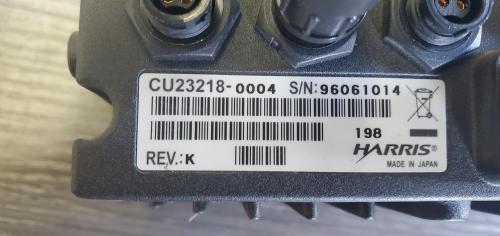 CU23218-0004 S/N:96061014
198
HARRIS®
REV.:K
MADE IN JAPAN